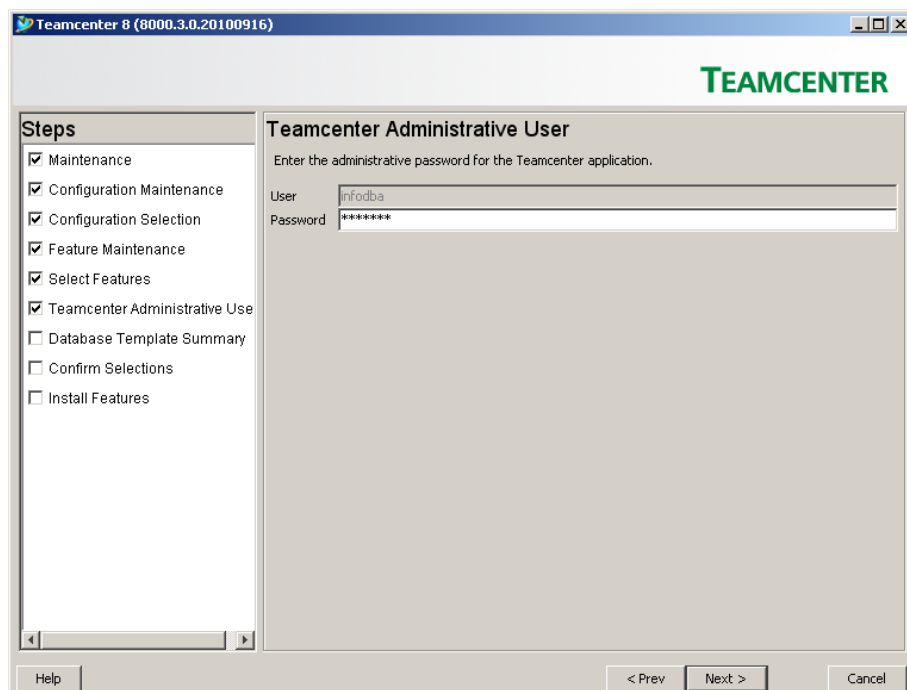 Teamcenter 8 (8000.3.0.20100916)
TEAMCENTER
Steps
Maintenance
Configuration Maintenance
Configuration Selection
Feature Maintenance
Select Features
Teamcenter Administrative Use
Database Template Summary
Confirm Selections
Install Features
Teamcenter Administrative User
Enter the administrative password for the Teamcenter application.
User infodba
Password *******
Help < Prev Next > Cancel